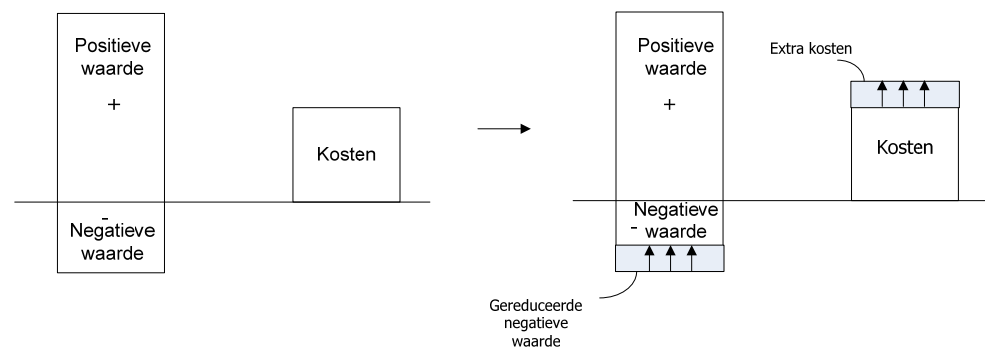 Positieve
waarde
+
-
Negatieve
waarde
Kosten
Positieve
waarde
+
Negatieve
- waarde
Gereduceerde
negatieve
waarde
Extra kosten
Kosten